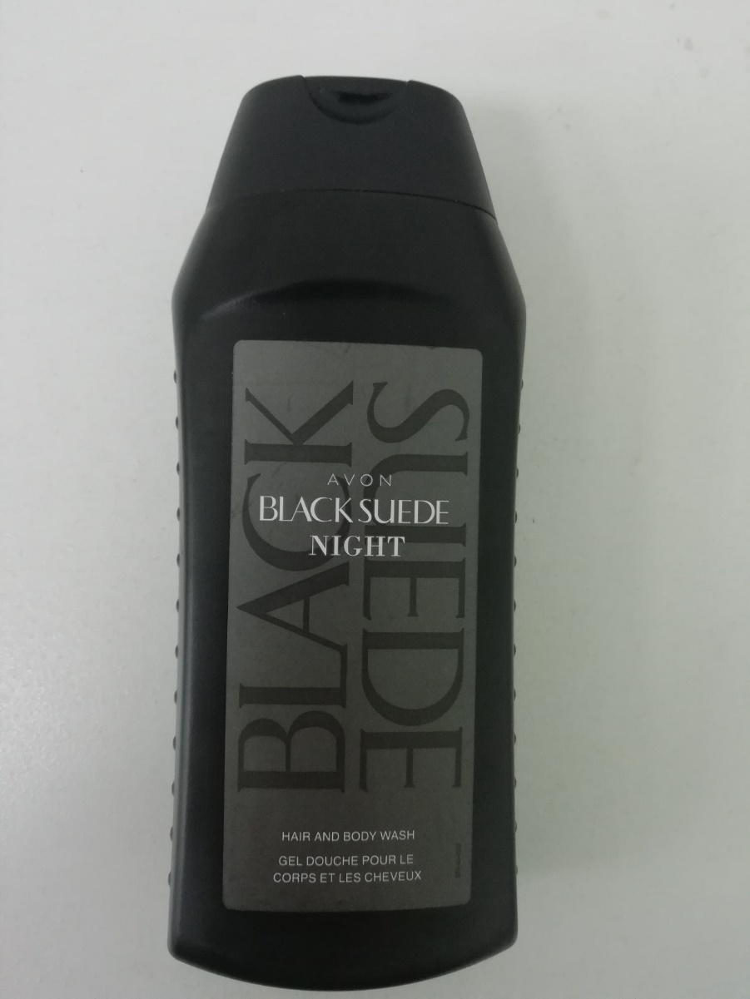 BLACK
SUEDE
AVON
BLACK SUEDE
NIGHT
HAIR AND BODY WASH
GEL DOUCHE POUR LE
CORPS ET LES CHEVEUX